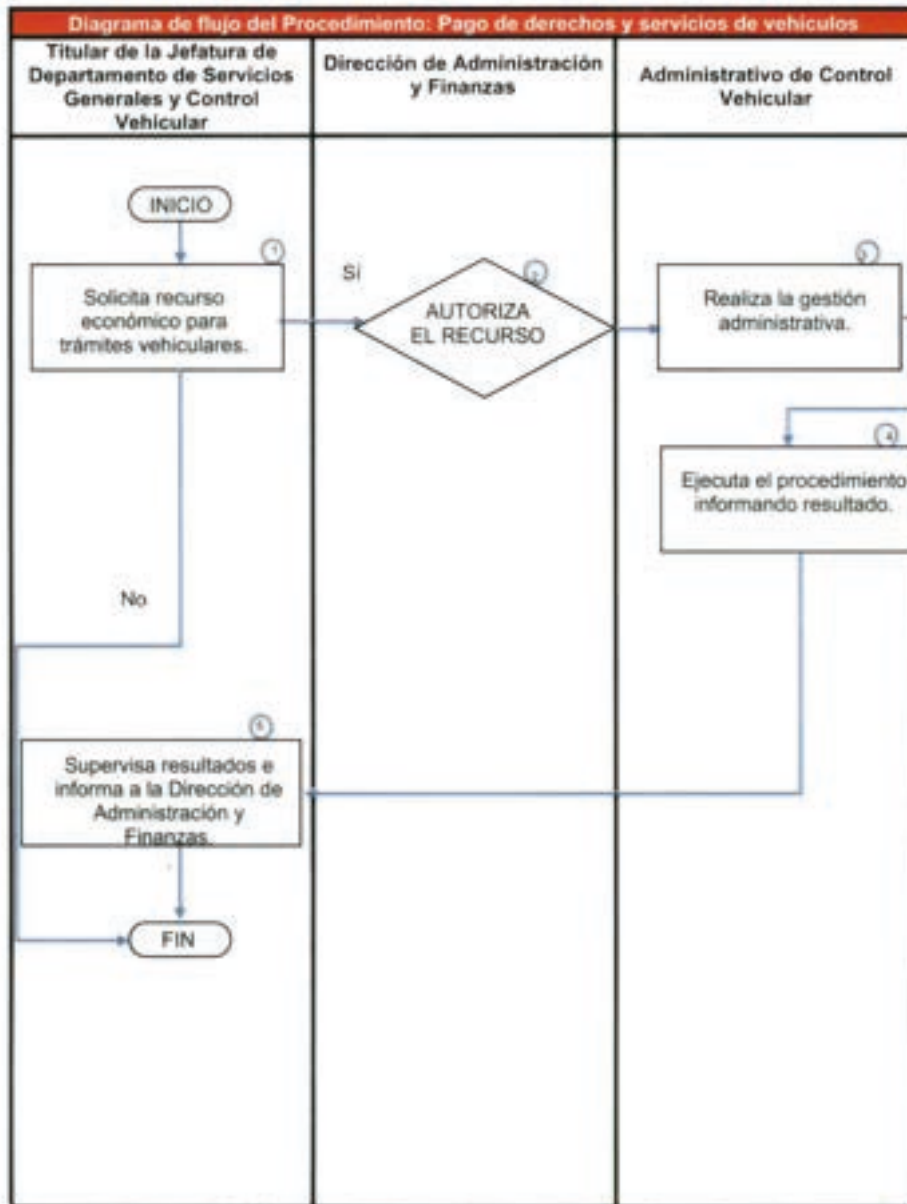 Diagrama de flujo del Procedimiento: Pago de derechos y servicios de vehículos
Titular de la Jefatura de
Departamento de Servicios
Generales y Control
Vehicular
Dirección de Administración
y Finanzas
Administrativo de Control
Vehicular
INICIO
1
Solicita recurso
económico para
trámites vehiculares.
Sí
2
AUTORIZA
EL RECURSO
Realiza la gestión
administrativa.
4
Ejecuta el procedimiento
informando resultado.
No
5
Supervisa resultados e
informa a la Dirección de
Administración y
Finanzas.
FIN